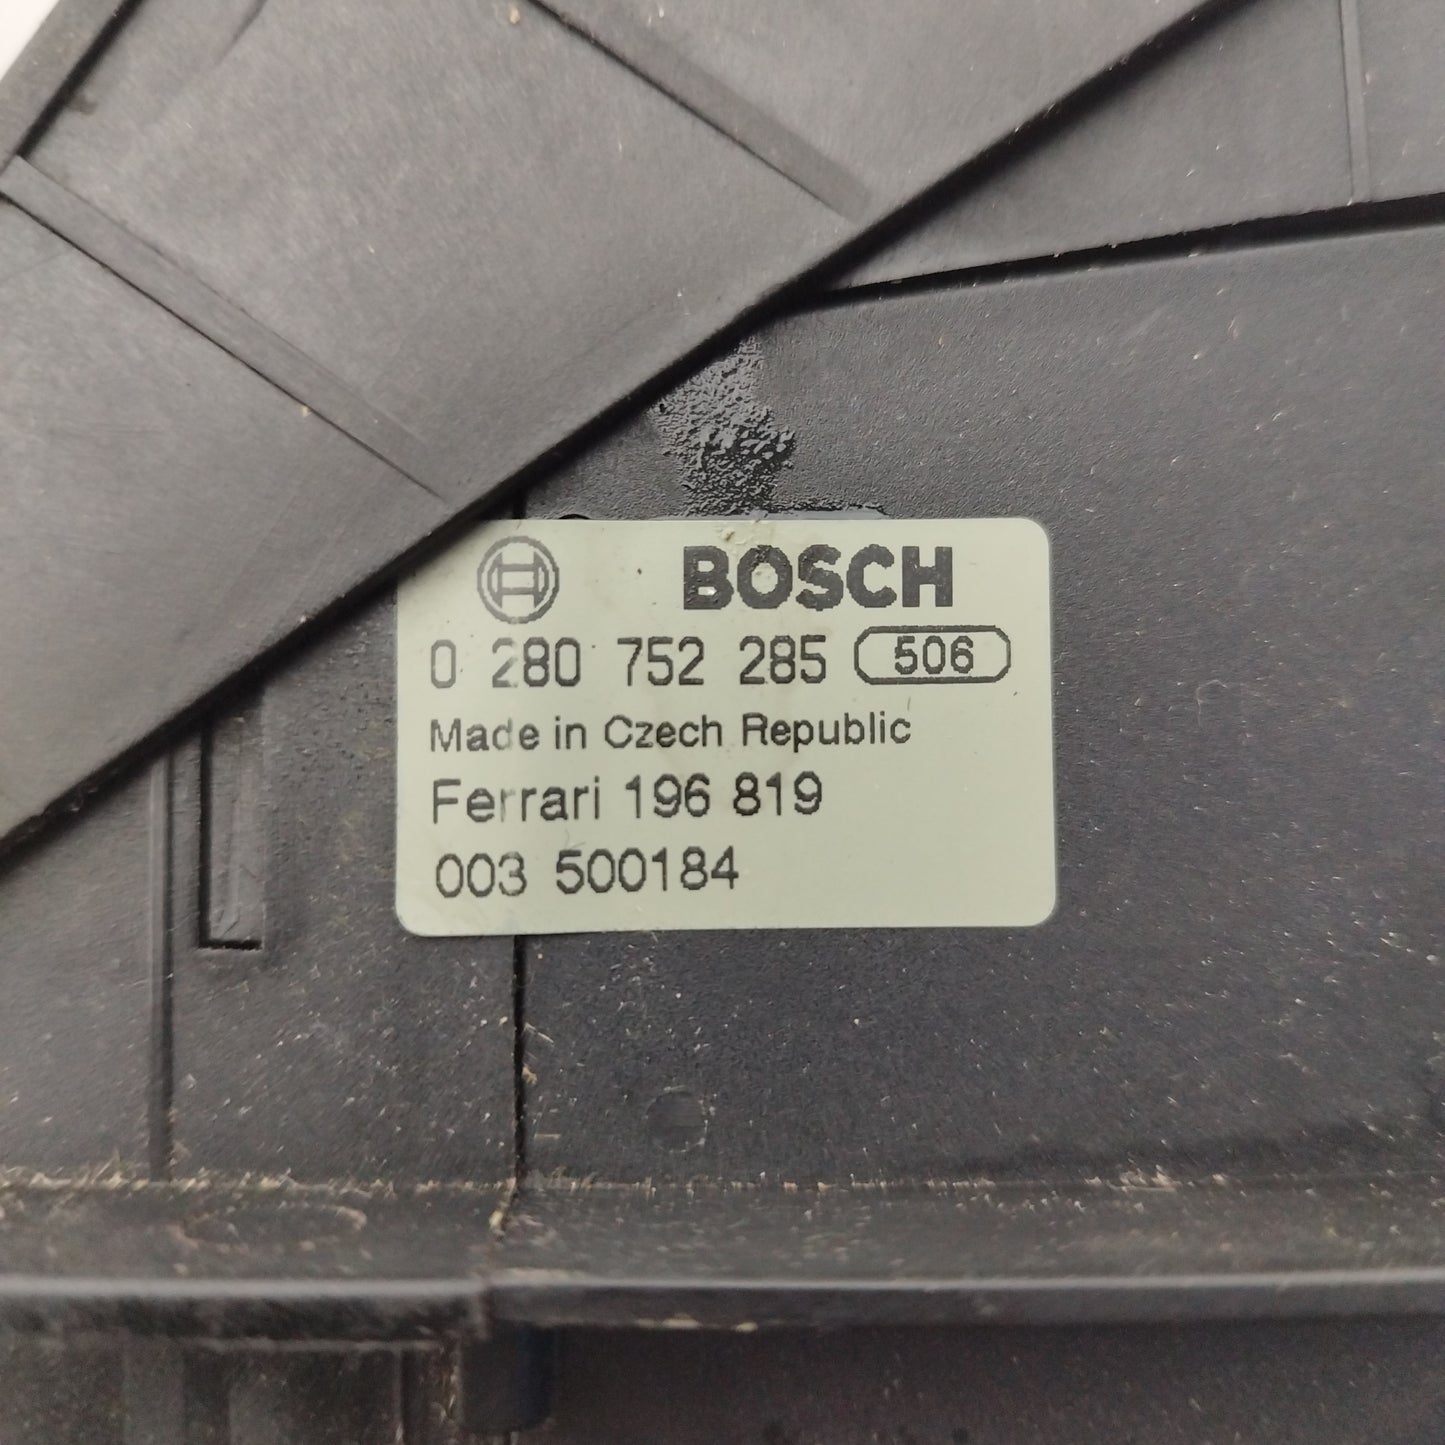 BOSCH
0 280 752 285 506
Made in Czech Republic
Ferrari 196 819
003 500184